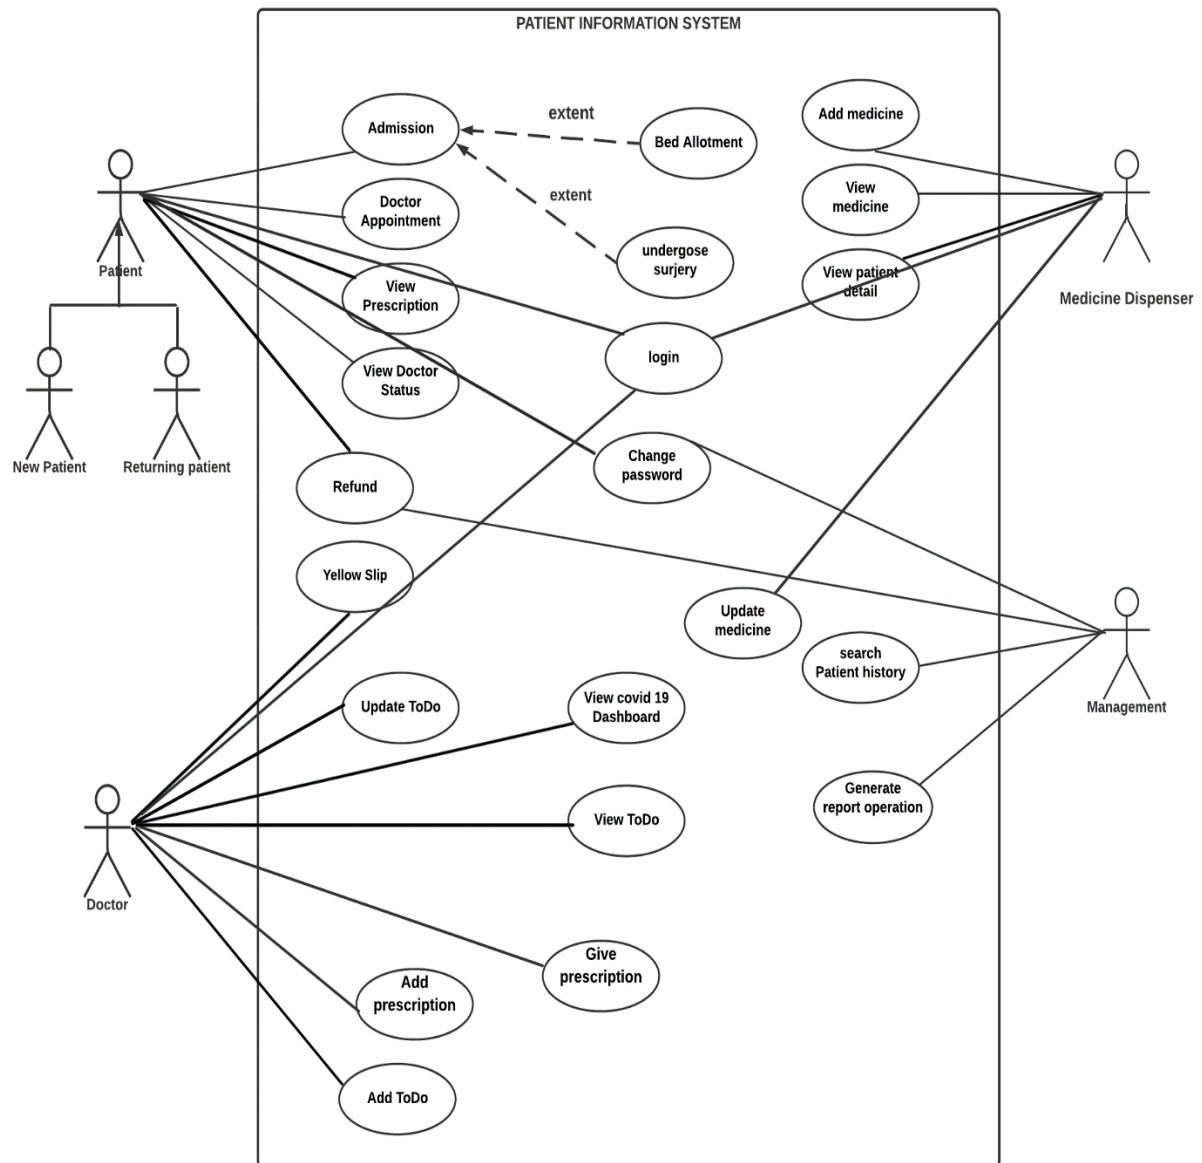 PATIENT INFORMATION SYSTEM
Admission
extent
Bed Allotment
Add medicine
Doctor
Appointment
extent
undergose
surjery
View
medicine
View
Prescription
View patient
detail
Patient
Medicine Dispenser
login
View Doctor
Status
New Patient
Returning patient
Refund
Change
password
Yellow Slip
Update
medicine
search
Patient history
Management
Update ToDo
View covid 19
Dashboard
Generate
report operation
View ToDo
Doctor
Give
prescription
Add
prescription
Add ToDo